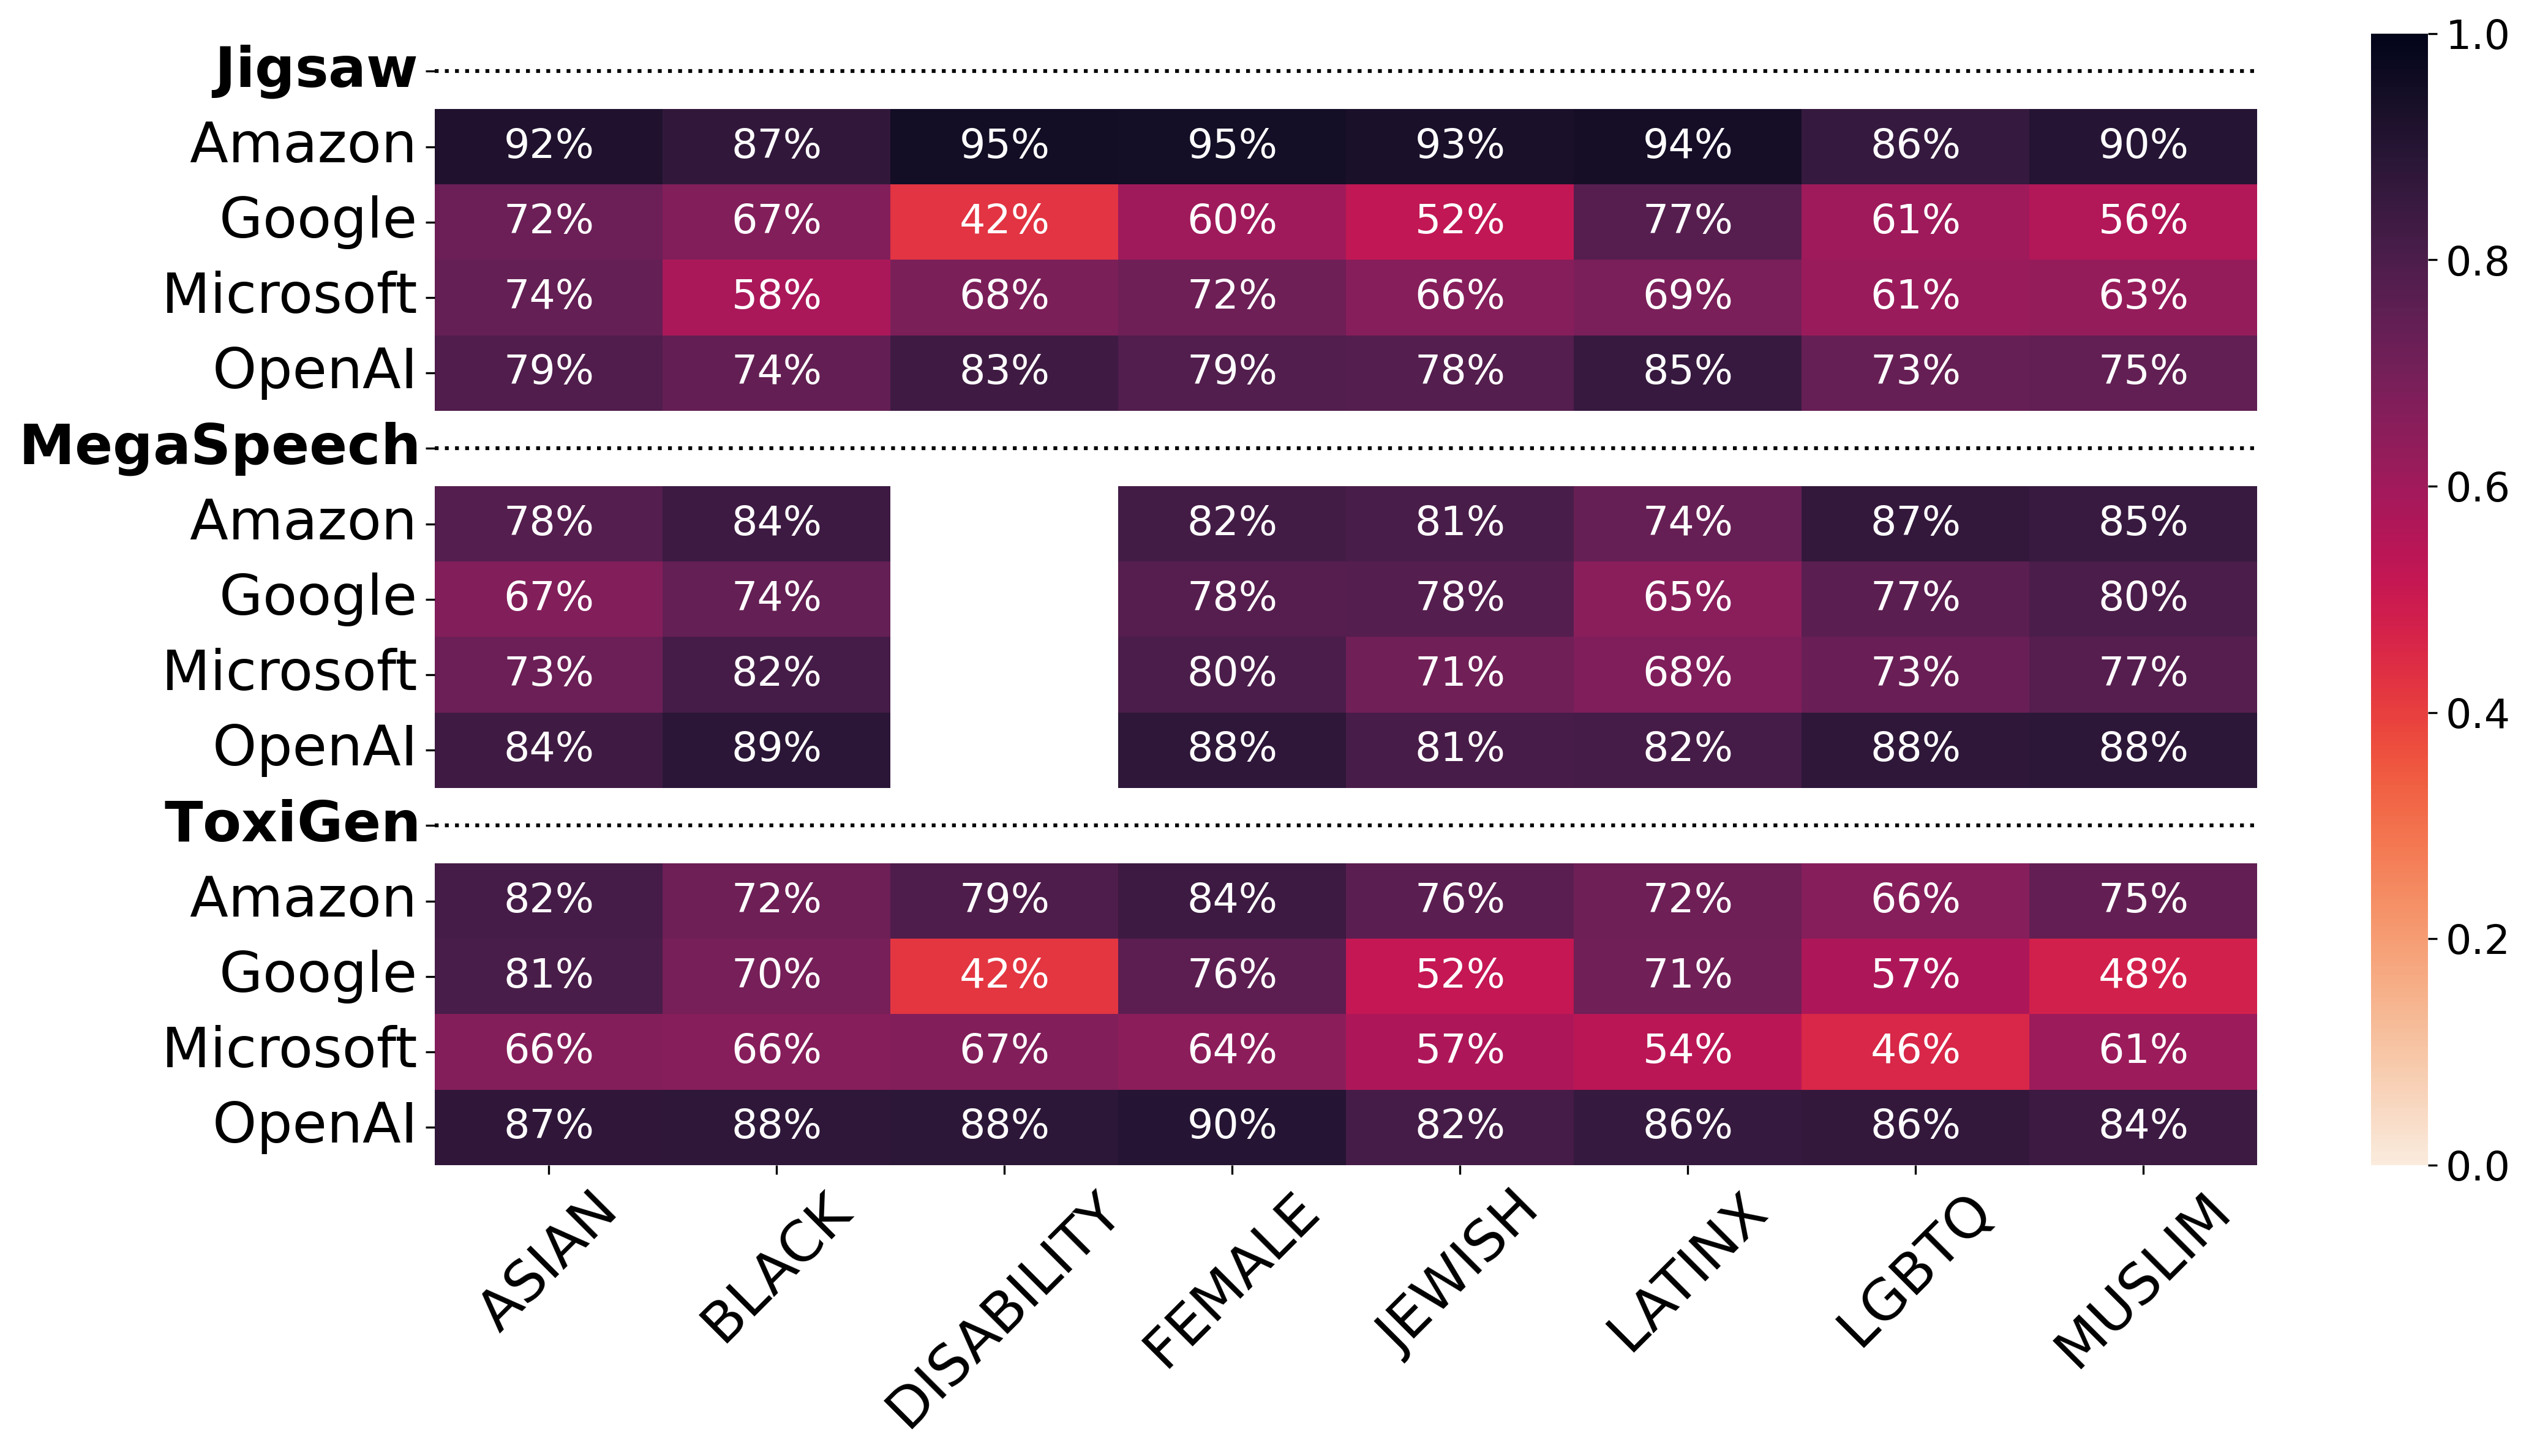 1.0
Jigsaw
Amazon 92% 87% 95% 95% 93% 94% 86% 90%
Google 72% 67% 42% 60% 52% 77% 61% 56%
0.8
Microsoft 74% 58% 68% 72% 66% 69% 61% 63%
OpenAI 79% 74% 83% 79% 78% 85% 73% 75%
MegaSpeech
0.6
Amazon 78% 84% 82% 81% 74% 87% 85%
Google 67% 74% 78% 78% 65% 77% 80%
Microsoft 73% 82% 80% 71% 68% 73% 77%
0.4
OpenAI 84% 89% 88% 81% 82% 88% 88%
ToxiGen
Amazon 82% 72% 79% 84% 76% 72% 66% 75%
0.2
Google 81% 70% 42% 76% 52% 71% 57% 48%
Microsoft 66% 66% 67% 64% 57% 54% 46% 61%
OpenAI 87% 88% 88% 90% 82% 86% 86% 84%
0.0
ASIAN BLACK DISABILITY FEMALE JEWISH LATINX LGBTQ MUSLIM